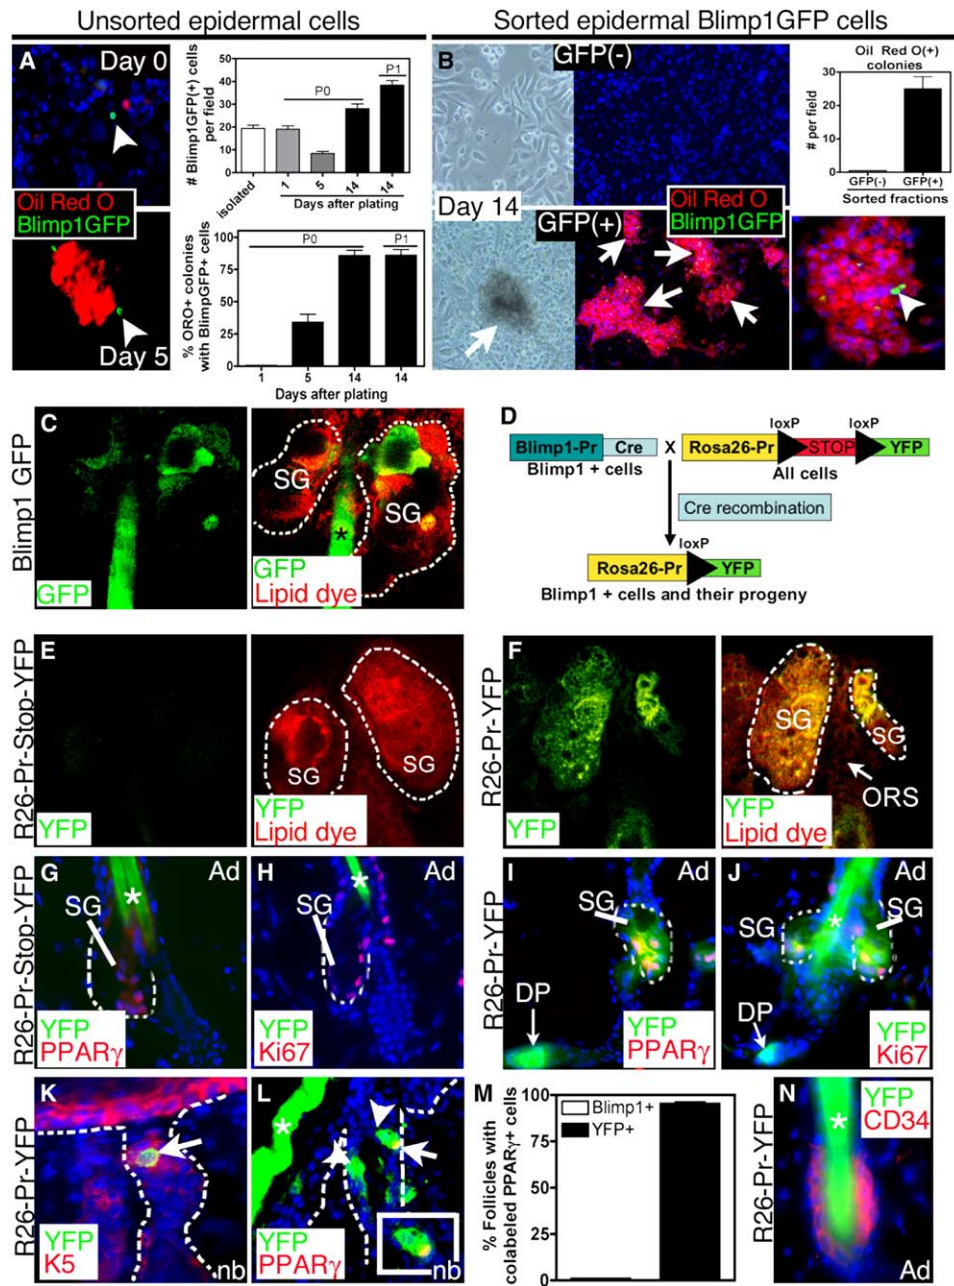 Unsorted epidermal cells
Sorted epidermal Blimp1GFP cells
A
Day 0
Oil Red O
Blimp1GFP
Day 5
# Blimp1GFP(+) cells
per field
50
40
30
20
10
0
P0
P1
isolated
1
5
14
14
Days after plating
% ORO+ colonies
with BlimpGFP+ cells
100
75
50
25
0
P0
P1
1
5
14
14
Days after plating
B
GFP(-)
Day 14
GFP(+)
Oil Red O
Blimp1GFP
Oil Red O(+)
colonies
# per field
30
20
10
0
GFP(-)
GFP(+)
Sorted fractions
C
Blimp1 GFP
GFP
SG
SG
*
GFP
Lipid dye
D
loxP
loxP
Blimp1-Pr
Cre
X
Rosa26-Pr
STOP
YFP
Blimp1 + cells
All cells
Cre recombination
loxP
Rosa26-Pr
YFP
Blimp1 + cells and their progeny
E
R26-Pr-Stop-YFP
YFP
SG
SG
YFP
Lipid dye
F
R26-Pr-YFP
YFP
SG
SG
ORS
YFP
Lipid dye
G
R26-Pr-Stop-YFP
Ad
SG
*
YFP
PPARγ
H
Ad
SG
*
YFP
Ki67
I
R26-Pr-YFP
Ad
SG
DP
YFP
PPARγ
J
Ad
SG
SG
*
DP
YFP
Ki67
K
R26-Pr-YFP
YFP
K5
nb
L
*
YFP
PPARγ
nb
M
% Follicles with
colabeled PPARγ+ cells
100
75
50
25
0
Blimp1+
YFP+
N
R26-Pr-YFP
YFP
CD34
*
Ad